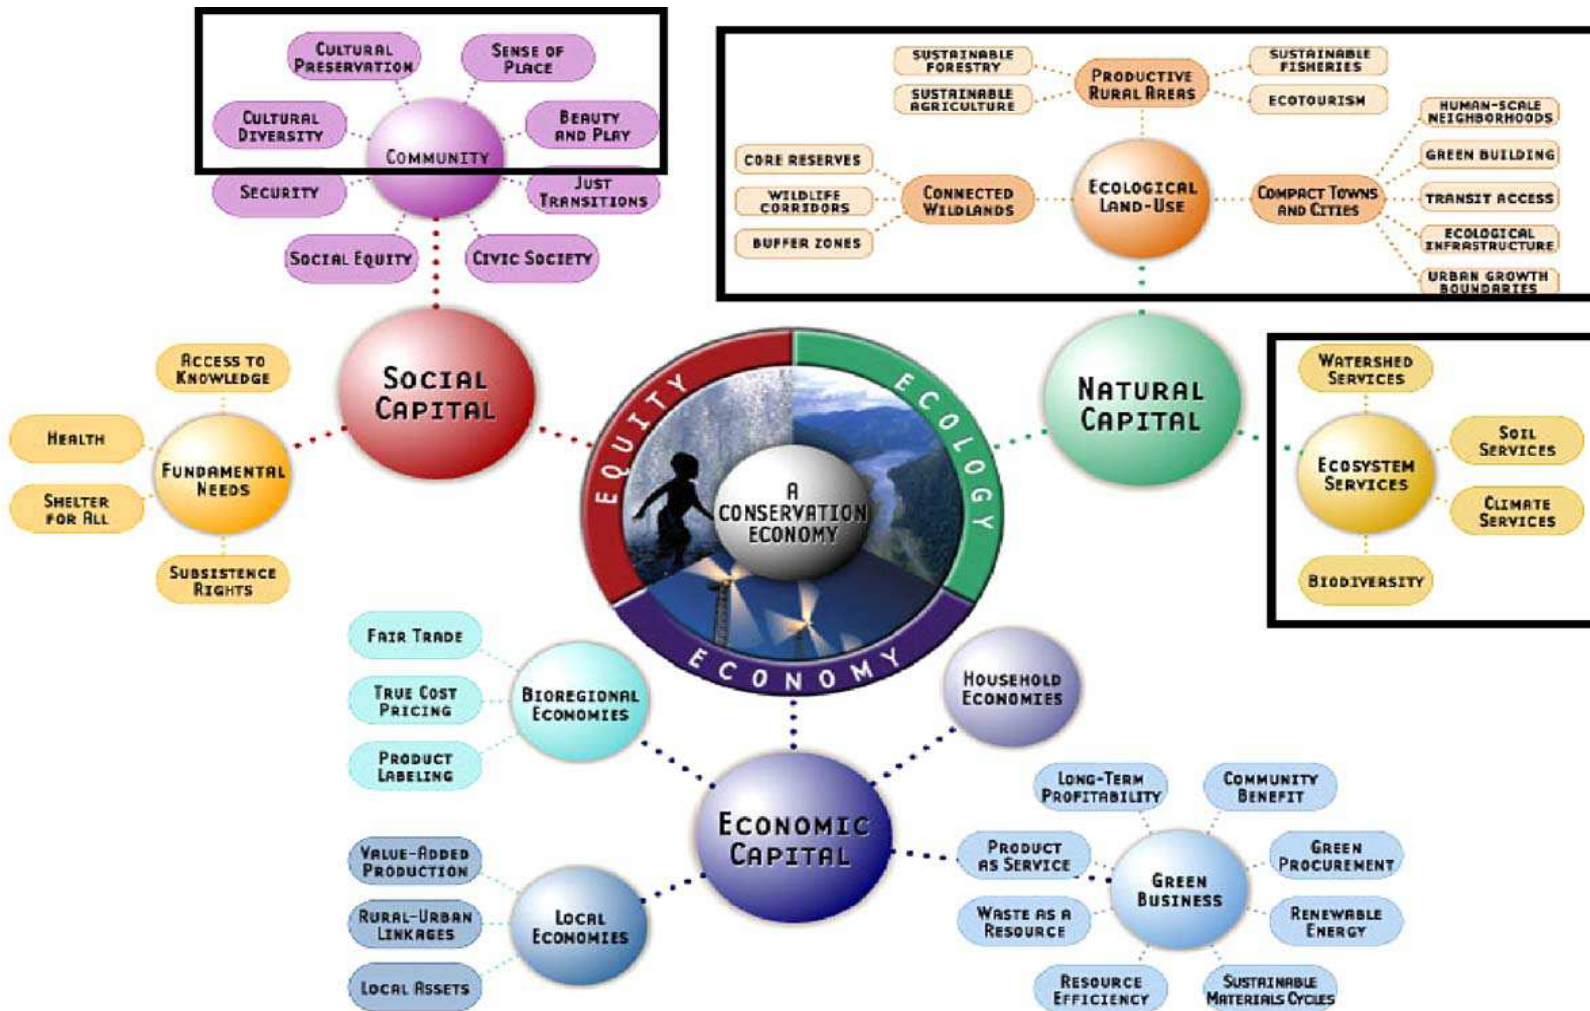 CULTURAL
PRESERVATION
SENSE OF
PLACE
CULTURAL
DIVERSITY
BEAUTY
AND PLAY
COMMUNITY
SECURITY
JUST
TRANSITIONS
SOCIAL EQUITY
CIVIC SOCIETY
SUSTAINABLE
FORESTRY
SUSTAINABLE
AGRICULTURE
PRODUCTIVE
RURAL AREAS
SUSTAINABLE
FISHERIES
ECOTOURISM
HUMAN-SCALE
NEIGHBORHOODS
GREEN BUILDING
TRANSIT ACCESS
ECOLOGICAL
INFRASTRUCTURE
URBAN GROWTH
BOUNDARIES
CORE RESERVES
WILDLIFE
CORRIDORS
BUFFER ZONES
CONNECTED
WILDLANDS
ECOLOGICAL
LAND-USE
COMPACT TOWNS
AND CITIES
SOCIAL
CAPITAL
NATURAL
CAPITAL
ACCESS TO
KNOWLEDGE
HEALTH
SHELTER
FOR ALL
SUBSISTENCE
RIGHTS
FUNDAMENTAL
NEEDS
EQUITY
ECOLOGY
ECONOMY
A
CONSERVATION
ECONOMY
WATERSHED
SERVICES
SOIL
SERVICES
ECOSYSTEM
SERVICES
CLIMATE
SERVICES
BIODIVERSITY
FAIR TRADE
TRUE COST
PRICING
PRODUCT
LABELING
BIOREGIONAL
ECONOMIES
HOUSEHOLD
ECONOMIES
ECONOMIC
CAPITAL
VALUE-ADDED
PRODUCTION
RURAL-URBAN
LINKAGES
LOCAL ASSETS
LOCAL
ECONOMIES
LONG-TERM
PROFITABILITY
COMMUNITY
BENEFIT
PRODUCT
AS SERVICE
GREEN
PROCUREMENT
GREEN
BUSINESS
WASTE AS A
RESOURCE
RENEWABLE
ENERGY
RESOURCE
EFFICIENCY
SUSTAINABLE
MATERIALS CYCLES